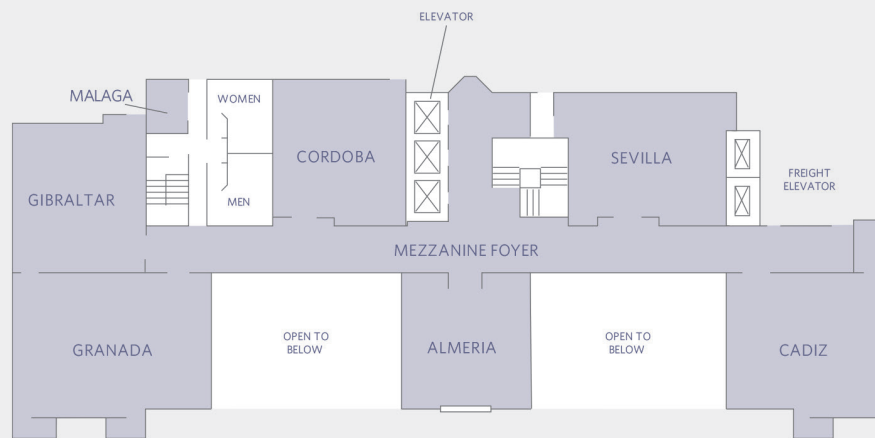 ELEVATOR
MALAGA
WOMEN
CORDOBA
SEVILLA
FREIGHT
ELEVATOR
GIBRALTAR
MEN
MEZZANINE FOYER
GRANADA
OPEN TO
BELOW
ALMERIA
OPEN TO
BELOW
CADIZ